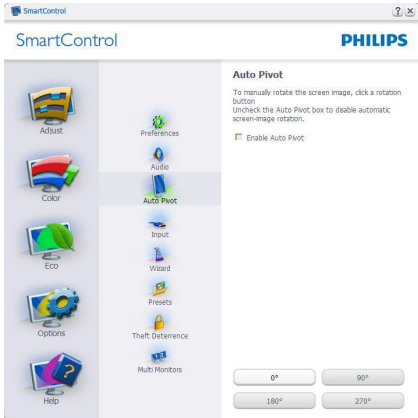 SmartControl
SmartControl
PHILIPS
Adjust
Color
Eco
Options
Help
Preferences
Audio
Auto Pivot
Input
Wizard
Presets
Theft Deterrence
Multi Monitors
Auto Pivot
To manually rotate the screen image, click a rotation
button
Uncheck the Auto Pivot box to disable automatic
screen-image rotation.
Enable Auto Pivot
0°
90°
180°
270°